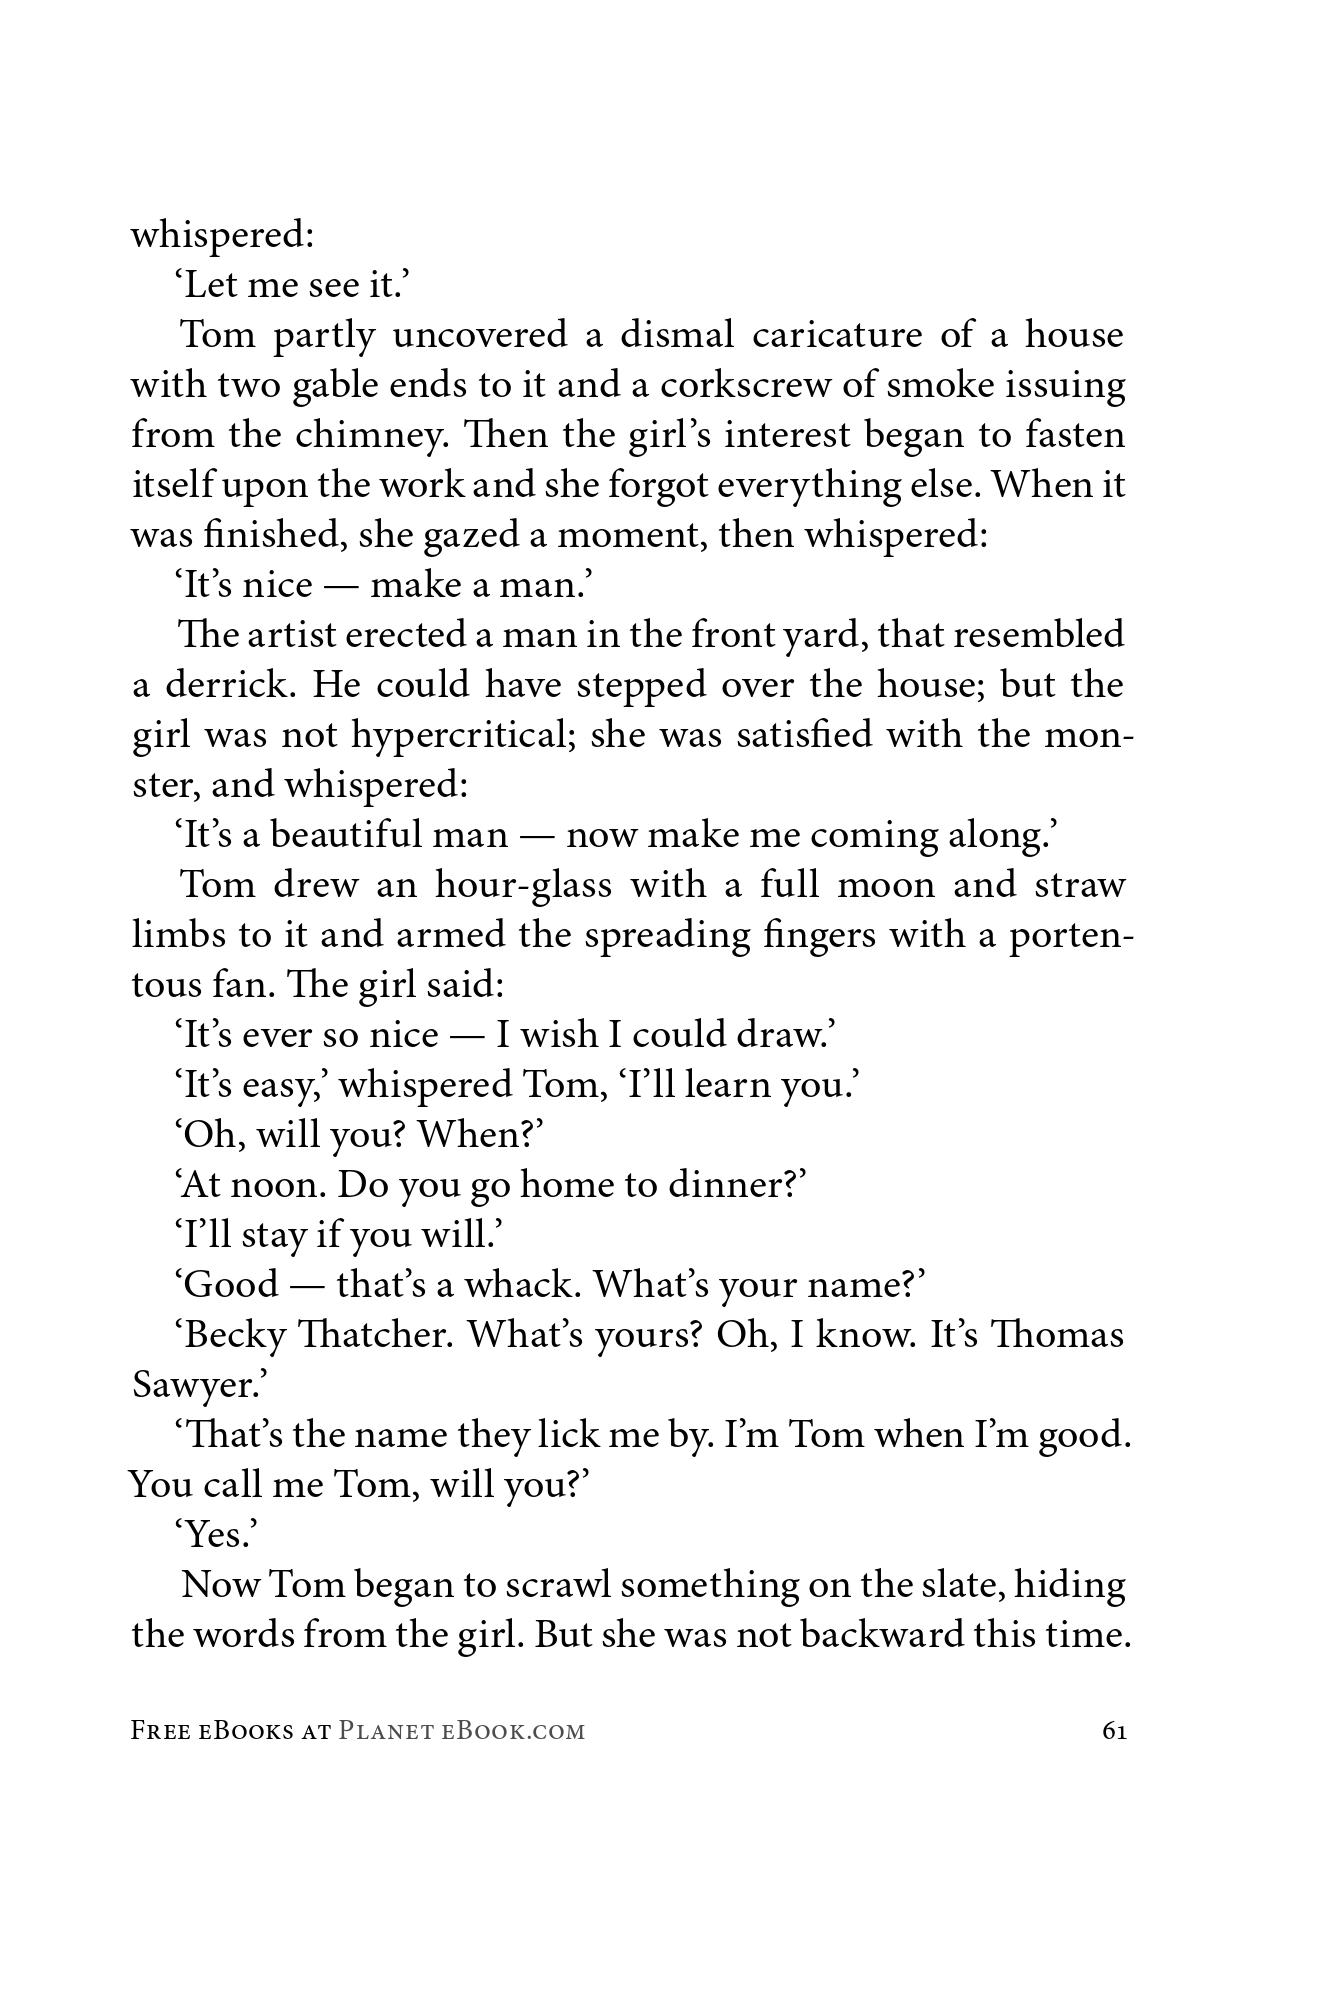 whispered:
‘Let me see it.’
Tom partly uncovered a dismal caricature of a house
with two gable ends to it and a corkscrew of smoke issuing
from the chimney. Then the girl’s interest began to fasten
itself upon the work and she forgot everything else. When it
was finished, she gazed a moment, then whispered:
‘It’s nice — make a man.’
The artist erected a man in the front yard, that resembled
a derrick. He could have stepped over the house; but the
girl was not hypercritical; she was satisfied with the mon-
ster, and whispered:
‘It’s a beautiful man — now make me coming along.’
Tom drew an hour-glass with a full moon and straw
limbs to it and armed the spreading fingers with a porten-
tous fan. The girl said:
‘It’s ever so nice — I wish I could draw.’
‘It’s easy,’ whispered Tom, ‘I’ll learn you.’
‘Oh, will you? When?’
‘At noon. Do you go home to dinner?’
‘I’ll stay if you will.’
‘Good — that’s a whack. What’s your name?’
‘Becky Thatcher. What’s yours? Oh, I know. It’s Thomas
Sawyer.’
‘That’s the name they lick me by. I’m Tom when I’m good.
You call me Tom, will you?’
‘Yes.’
Now Tom began to scrawl something on the slate, hiding
the words from the girl. But she was not backward this time.
Free eBooks at Planet eBook.com 61